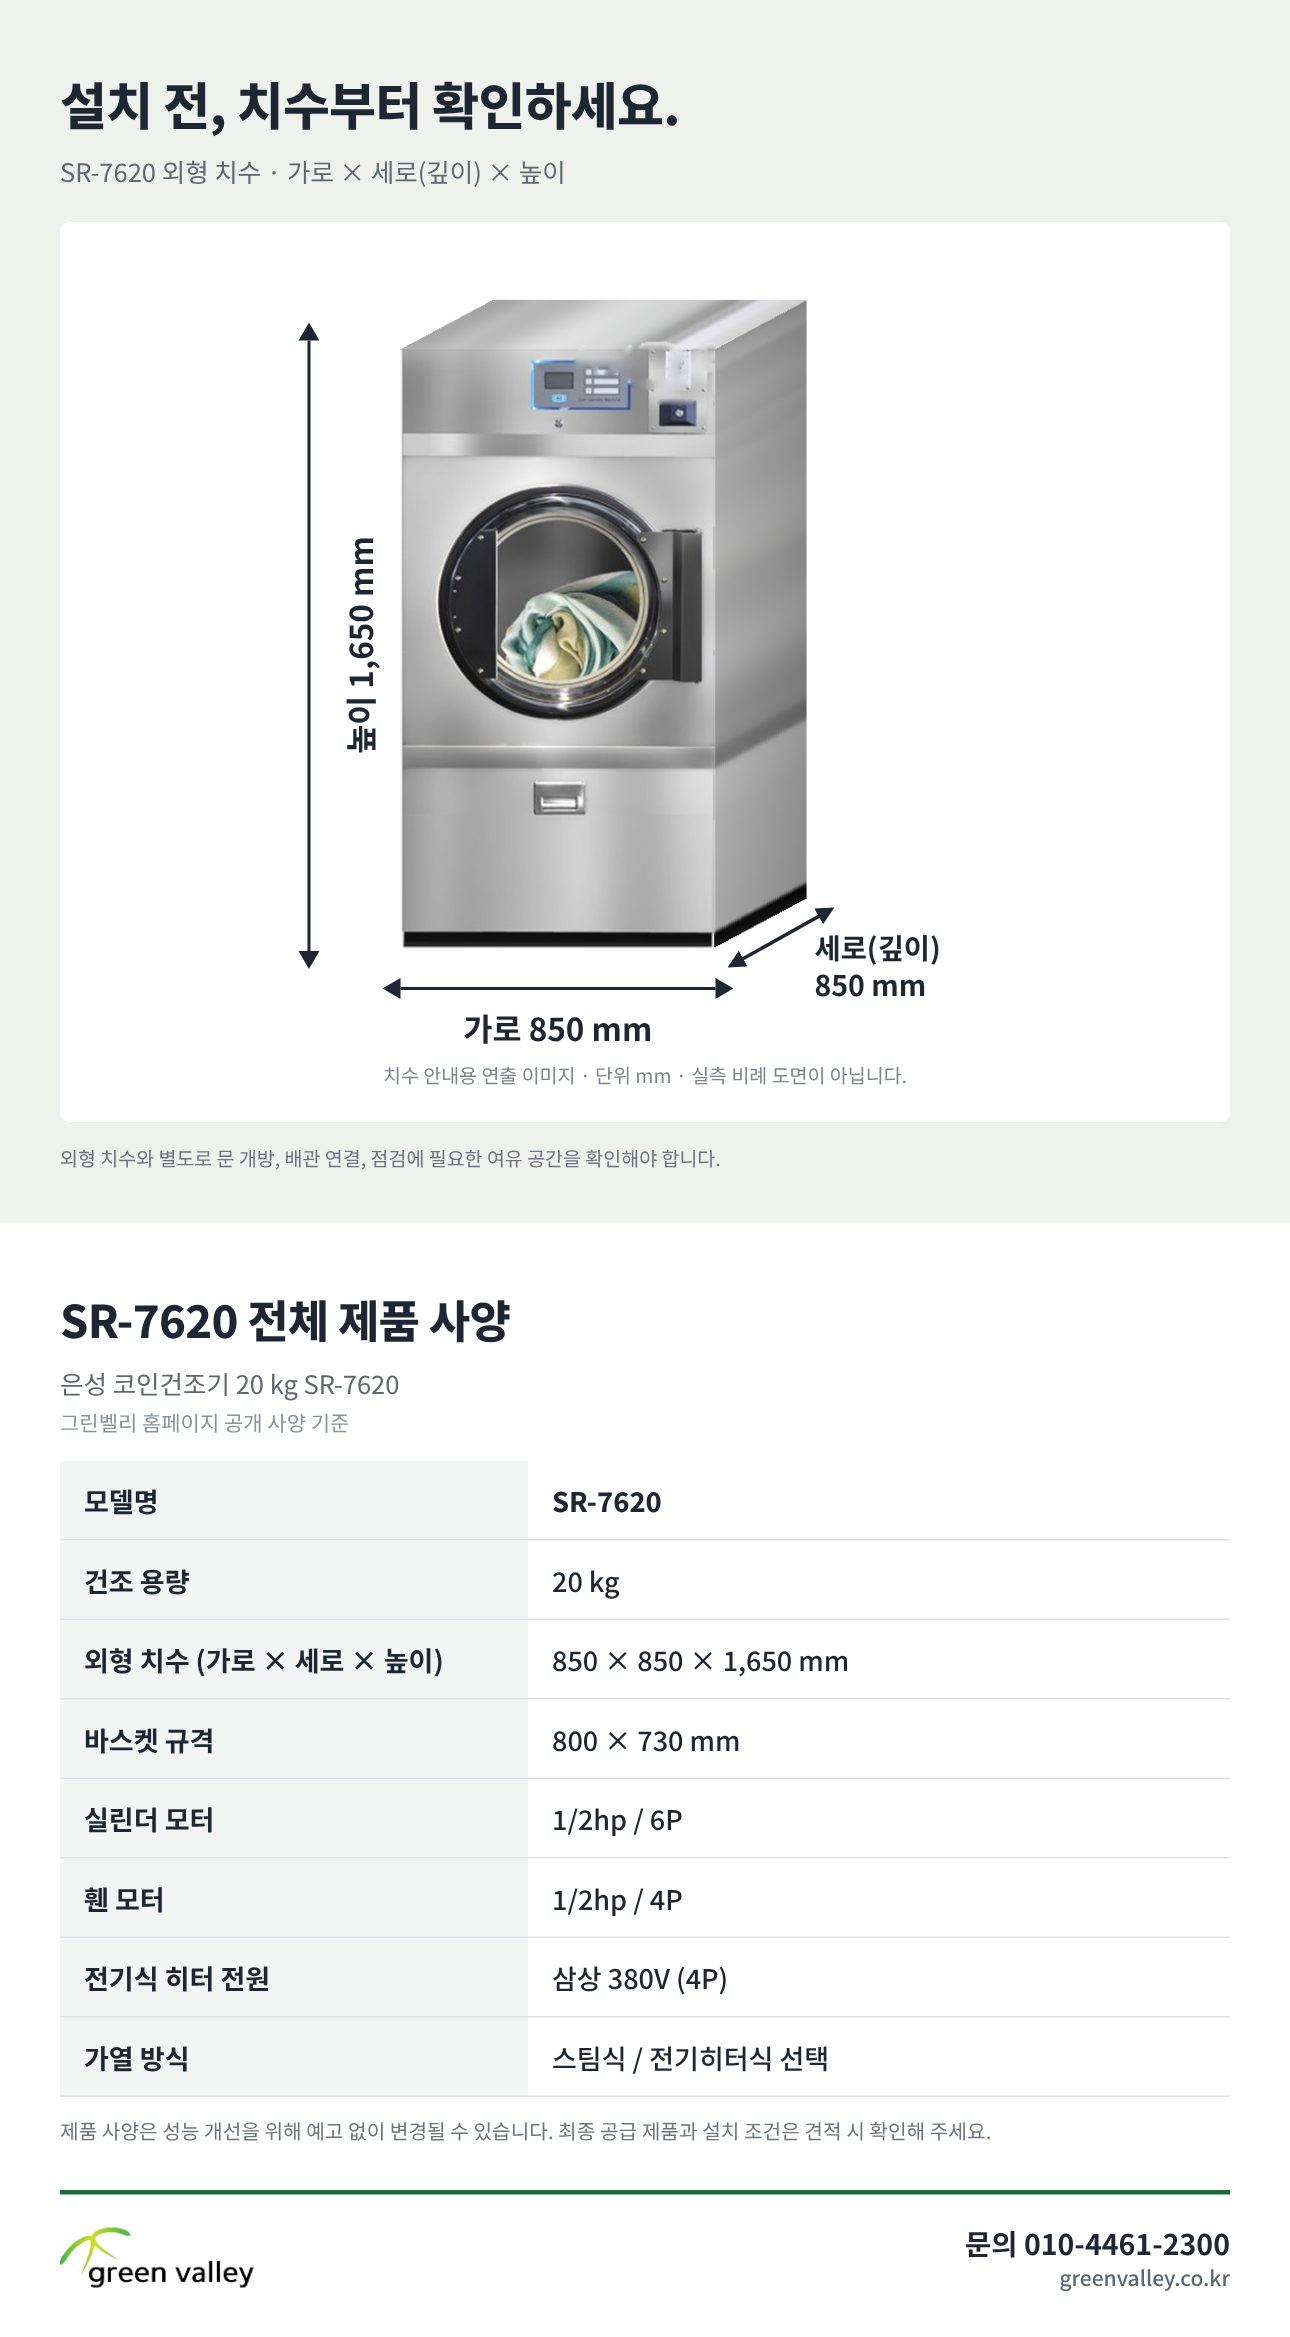 설치 전, 치수부터 확인하세요.
SR-7620 외형 치수 · 가로 × 세로(깊이) × 높이
높이 1,650 mm
세로(깊이)
850 mm
가로 850 mm
치수 안내용 연출 이미지 · 단위 mm · 실측 비례 도면이 아닙니다.
외형 치수와 별도로 문 개방, 배관 연결, 점검에 필요한 여유 공간을 확인해야 합니다.
SR-7620 전체 제품 사양
은성 코인건조기 20 kg SR-7620
그린벨리 홈페이지 공개 사양 기준
모델명 SR-7620
건조 용량 20 kg
외형 치수 (가로 × 세로 × 높이) 850 × 850 × 1,650 mm
바스켓 규격 800 × 730 mm
실린더 모터 1/2hp / 6P
휀 모터 1/2hp / 4P
전기식 히터 전원 삼상 380V (4P)
가열 방식 스팀식 / 전기히터식 선택
제품 사양은 성능 개선을 위해 예고 없이 변경될 수 있습니다. 최종 공급 제품과 설치 조건은 견적 시 확인해 주세요.
green valley
문의 010-4461-2300
greenvalley.co.kr